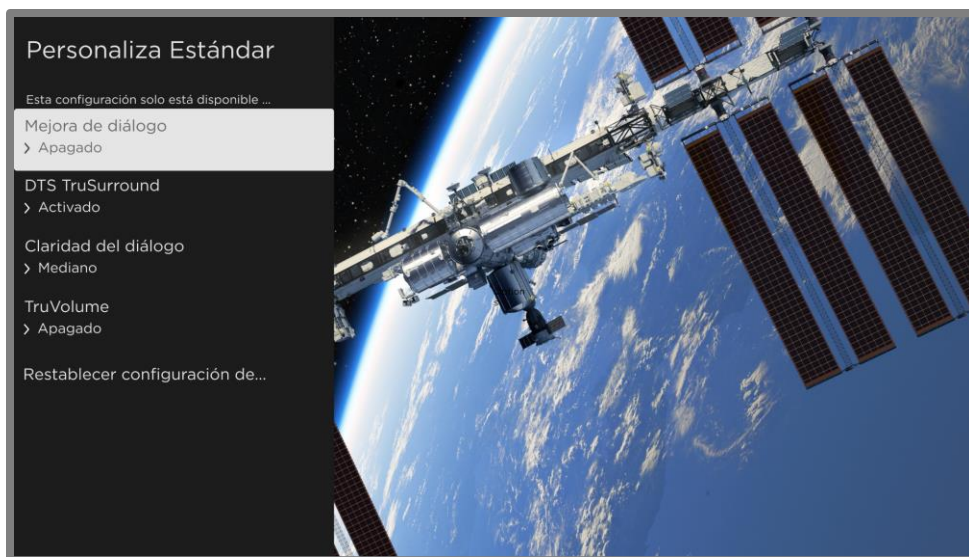 Personaliza Estándar
Esta configuración solo está disponible ...
Mejora de diálogo
› Apagado
DTS TruSurround
› Activado
Claridad del diálogo
› Mediano
TruVolume
› Apagado
Restablecer configuración de...